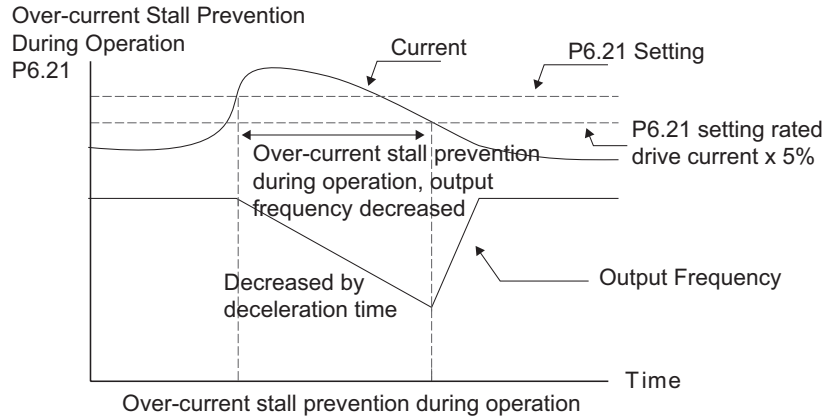 Over-current Stall Prevention
During Operation
P6.21
Current
P6.21 Setting
P6.21 setting rated
drive current x 5%
Over-current stall prevention
during operation, output
frequency decreased
Decreased by
deceleration time
Output Frequency
Time
Over-current stall prevention during operation